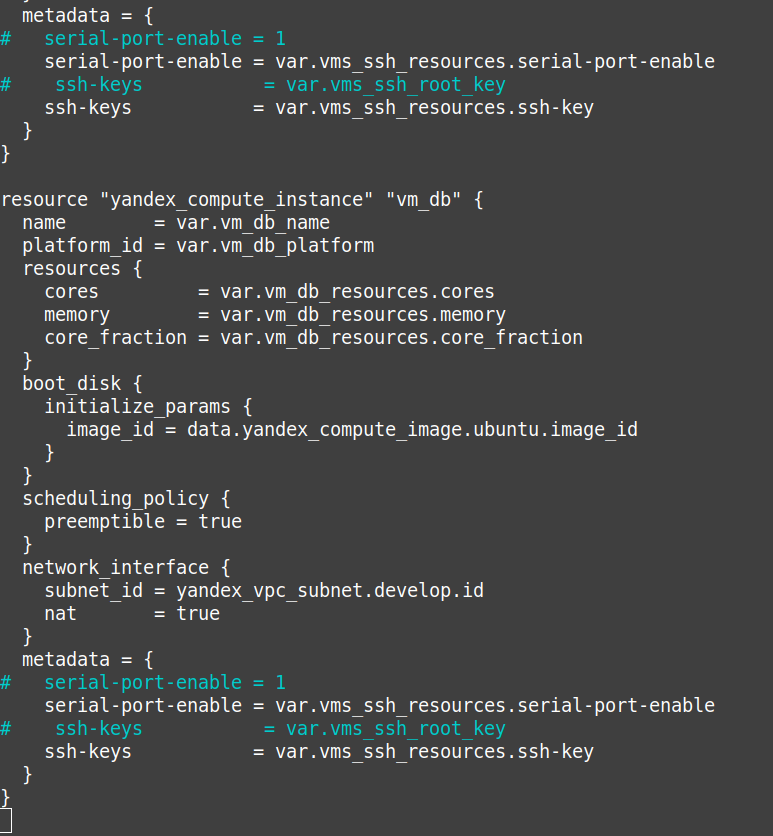 metadata = {
#   serial-port-enable = 1
    serial-port-enable = var.vms_ssh_resources.serial-port-enable
#    ssh-keys           = var.vms_ssh_root_key
    ssh-keys           = var.vms_ssh_resources.ssh-key
  }
}

resource "yandex_compute_instance" "vm_db" {
  name        = var.vm_db_name
  platform_id = var.vm_db_platform
  resources {
    cores         = var.vm_db_resources.cores
    memory        = var.vm_db_resources.memory
    core_fraction = var.vm_db_resources.core_fraction
  }
  boot_disk {
    initialize_params {
      image_id = data.yandex_compute_image.ubuntu.image_id
    }
  }
  scheduling_policy {
    preemptible = true
  }
  network_interface {
    subnet_id = yandex_vpc_subnet.develop.id
    nat       = true
  }
  metadata = {
#   serial-port-enable = 1
    serial-port-enable = var.vms_ssh_resources.serial-port-enable
#    ssh-keys           = var.vms_ssh_root_key
    ssh-keys           = var.vms_ssh_resources.ssh-key
  }
}